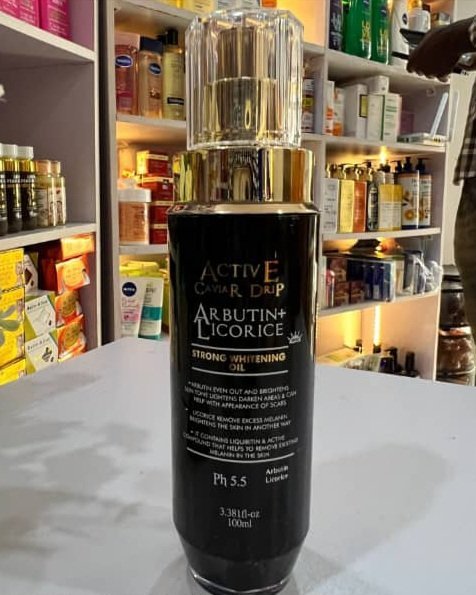 ACTIVE
CAVIAR DRIP
ARBUTIN+
LICORICE
STRONG WHITENING
OIL
• ARBUTIN EVEN OUT AND BRIGHTENS
SKIN TONE LIGHTENS DARKEN AREAS & CAN
HELP WITH APPEARANCE OF SCARS
• LICORICE REMOVE EXCESS MELANIN
BRIGHTENS THE SKIN IN ANOTHER WAY
• IT CONTAINS LIQUIRITIN & ACTIVE
COMPOUND THAT HELPS TO REMOVE EXISTING
MELANIN IN THE SKIN
Ph 5.5
Arbutin
Licorice
3.381fl-oz
100ml